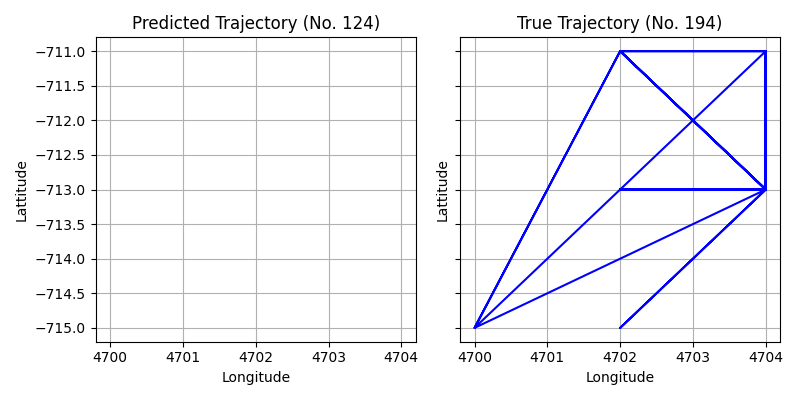 Predicted Trajectory (No. 124)
True Trajectory (No. 194)
−711.0
−711.5
−712.0
−712.5
−713.0
−713.5
−714.0
−714.5
−715.0
Lattitude
Lattitude
4700 4701 4702 4703 4704
4700 4701 4702 4703 4704
Longitude
Longitude